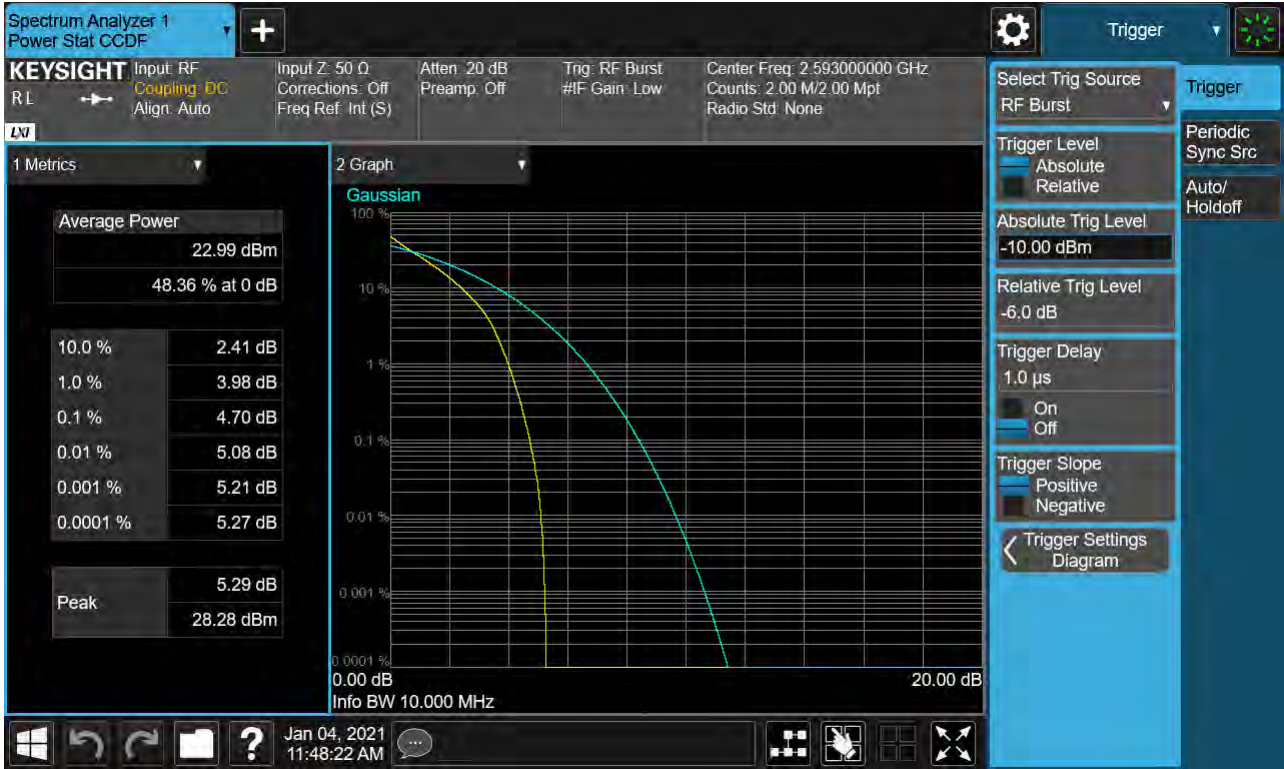 Spectrum Analyzer 1
Power Stat CCDF
+
Trigger
KEYSIGHT
RL
LXI
Input: RF
Coupling: DC
Align: Auto
Input Z: 50 Ω
Corrections: Off
Freq Ref: Int (S)
Atten: 20 dB
Preamp: Off
Trig: RF Burst
#IF Gain: Low
Center Freq: 2.593000000 GHz
Counts: 2.00 M/2.00 Mpt
Radio Std: None
1 Metrics
Average Power
22.99 dBm
48.36 % at 0 dB
10.0 % 2.41 dB
1.0 % 3.98 dB
0.1 % 4.70 dB
0.01 % 5.08 dB
0.001 % 5.21 dB
0.0001 % 5.27 dB
Peak
5.29 dB
28.28 dBm
2 Graph
Gaussian
100 %
10 %
1 %
0.1 %
0.01 %
0.001 %
0.0001 %
0.00 dB 20.00 dB
Info BW 10.000 MHz
Select Trig Source
RF Burst
Trigger Level
Absolute
Relative
Absolute Trig Level
-10.00 dBm
Relative Trig Level
-6.0 dB
Trigger Delay
1.0 µs
On
Off
Trigger Slope
Positive
Negative
Trigger Settings
Diagram
Trigger
Periodic
Sync Src
Auto/
Holdoff
?
Jan 04, 2021
11:48:22 AM